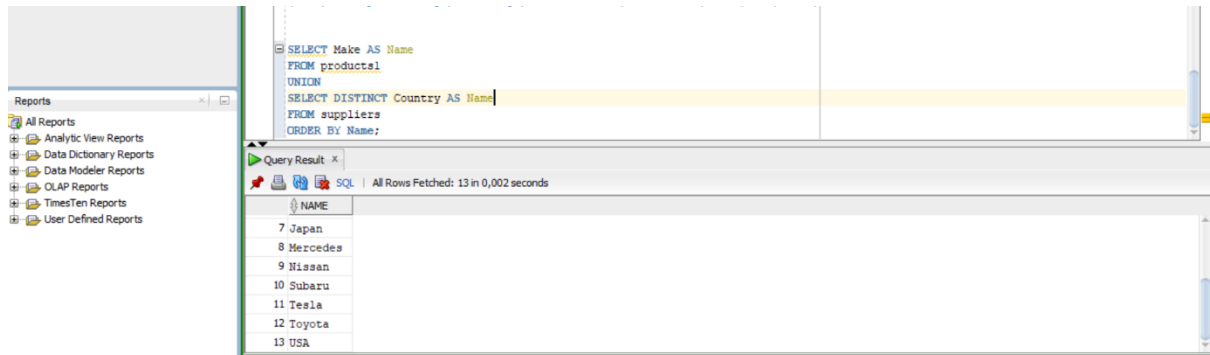 SELECT Make AS Name
FROM products1
UNION
SELECT DISTINCT Country AS Name
FROM suppliers
ORDER BY Name;
Reports
All Reports
Analytic View Reports
Data Dictionary Reports
Data Modeler Reports
OLAP Reports
TimesTen Reports
User Defined Reports
Query Result
SQL | All Rows Fetched: 13 in 0,002 seconds
NAME
7 Japan
8 Mercedes
9 Nissan
10 Subaru
11 Tesla
12 Toyota
13 USA